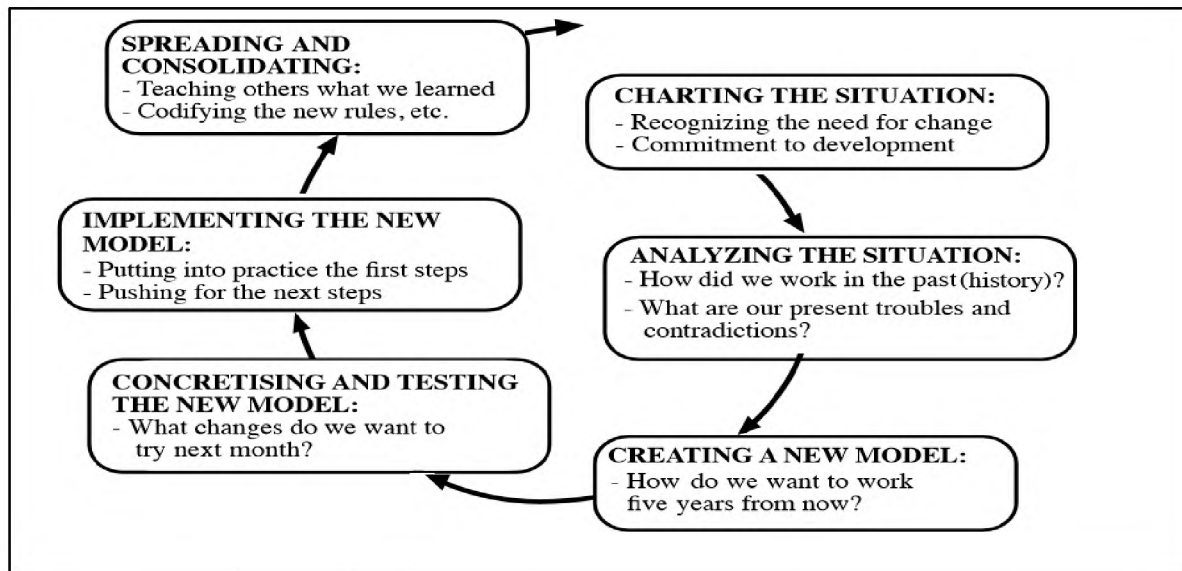 SPREADING AND
CONSOLIDATING:
- Teaching others what we learned
- Codifying the new rules, etc.
CHARTING THE SITUATION:
- Recognizing the need for change
- Commitment to development
IMPLEMENTING THE NEW
MODEL:
- Putting into practice the first steps
- Pushing for the next steps
ANALYZING THE SITUATION:
- How did we work in the past (history)?
- What are our present troubles and
contradictions?
CONCRETISING AND TESTING
THE NEW MODEL:
- What changes do we want to
try next month?
CREATING A NEW MODEL:
- How do we want to work
five years from now?